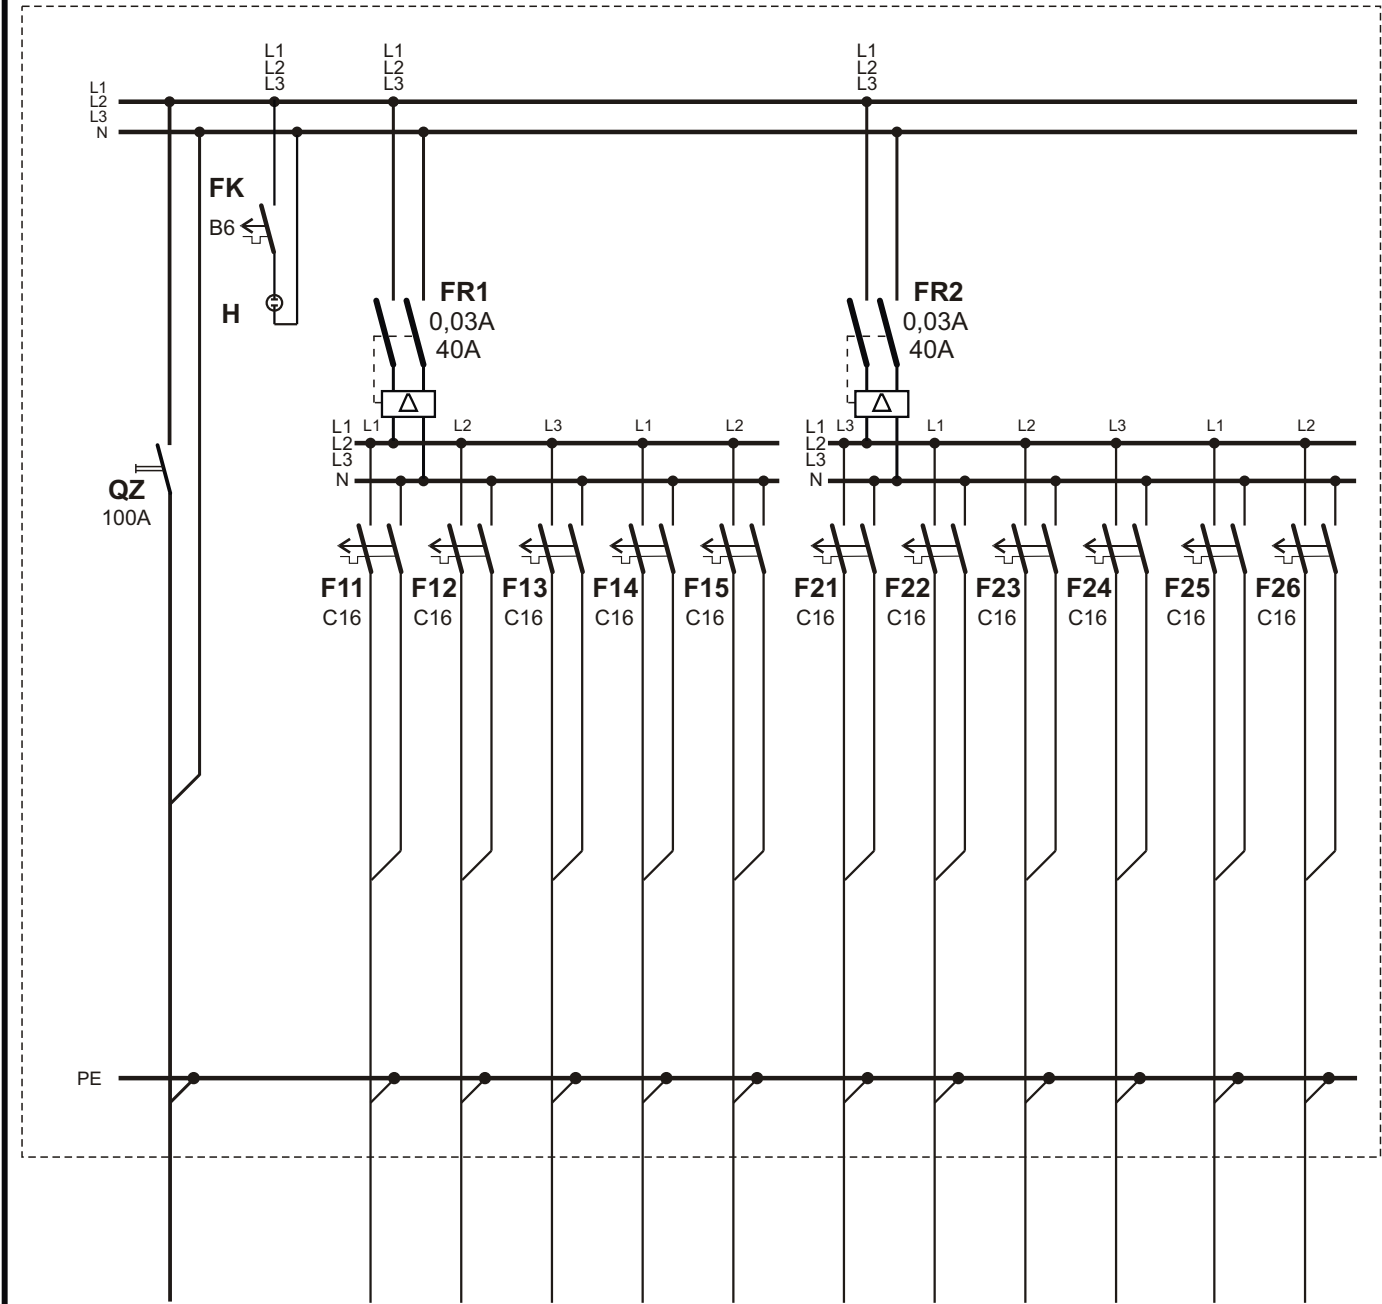 L1
L2
L3
L1
L2
L3
L1
L2
L3
L1
L2
L3
N
FK
B6
H
FR1
0,03A
40A
FR2
0,03A
40A
L1
L2
L3
N
L1 L2 L3 L1 L2
L1
L2
L3
N
L3 L1 L2 L3 L1 L2
QZ
100A
F11 F12 F13 F14 F15 F21 F22 F23 F24 F25 F26
C16 C16 C16 C16 C16 C16 C16 C16 C16 C16 C16
PE